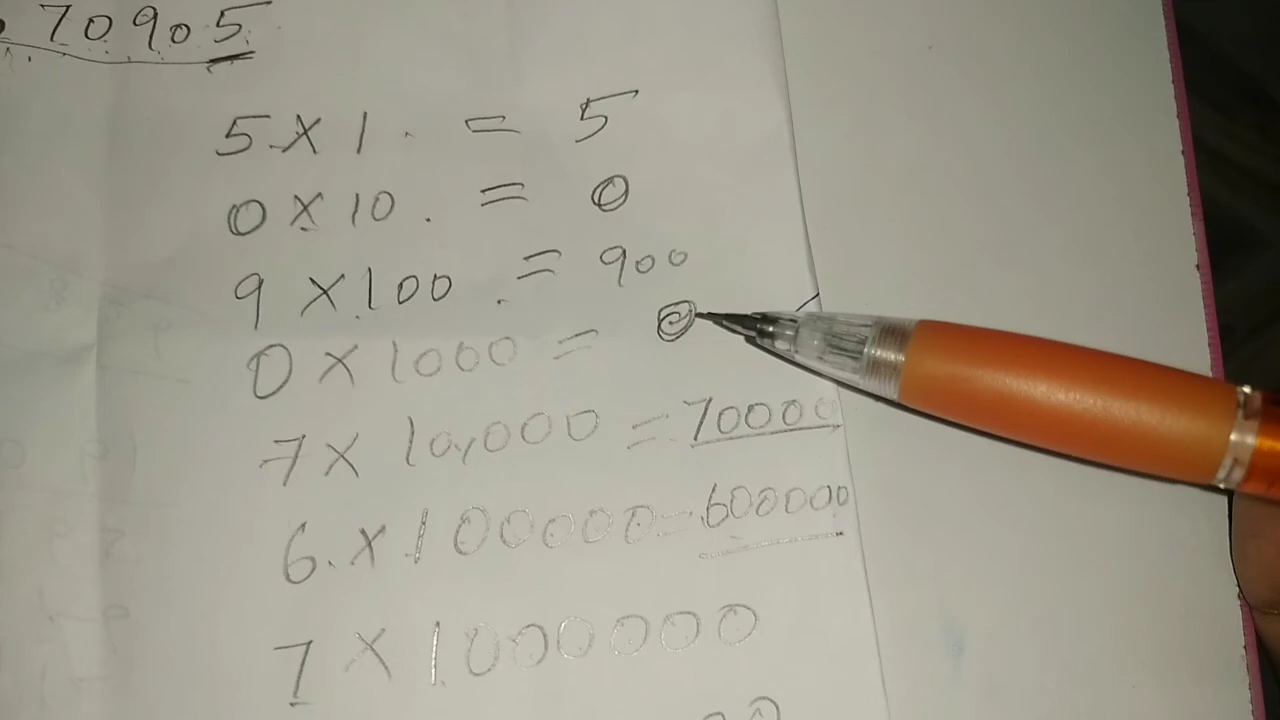 70905
5 X 1 = 5
0 X 10 = 0
9 X 100 = 900
0 X 1000 = 0
7 X 10,000 = 70000
6 X 100000 = 600000
7 X 1000000